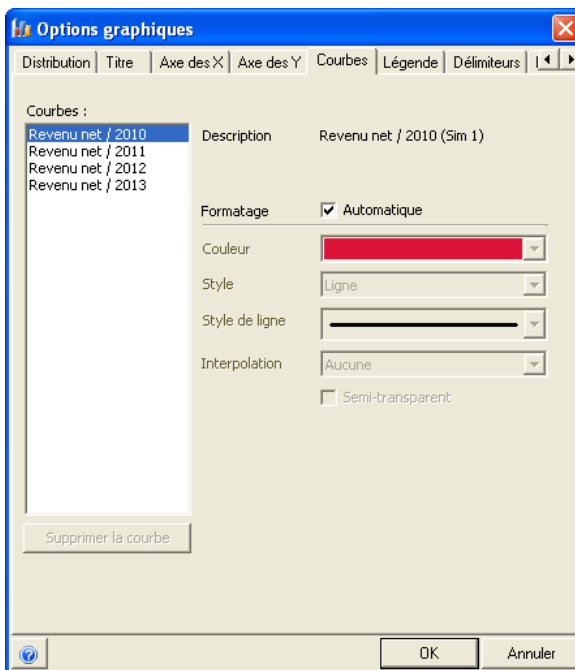 Options graphiques
Distribution Titre Axe des X Axe des Y Courbes Légende Délimiteurs
Courbes :
Revenu net / 2010
Revenu net / 2011
Revenu net / 2012
Revenu net / 2013
Description Revenu net / 2010 (Sim 1)
Formatage Automatique
Couleur
Style Ligne
Style de ligne
Interpolation Aucune
Semi-transparent
Supprimer la courbe
OK Annuler